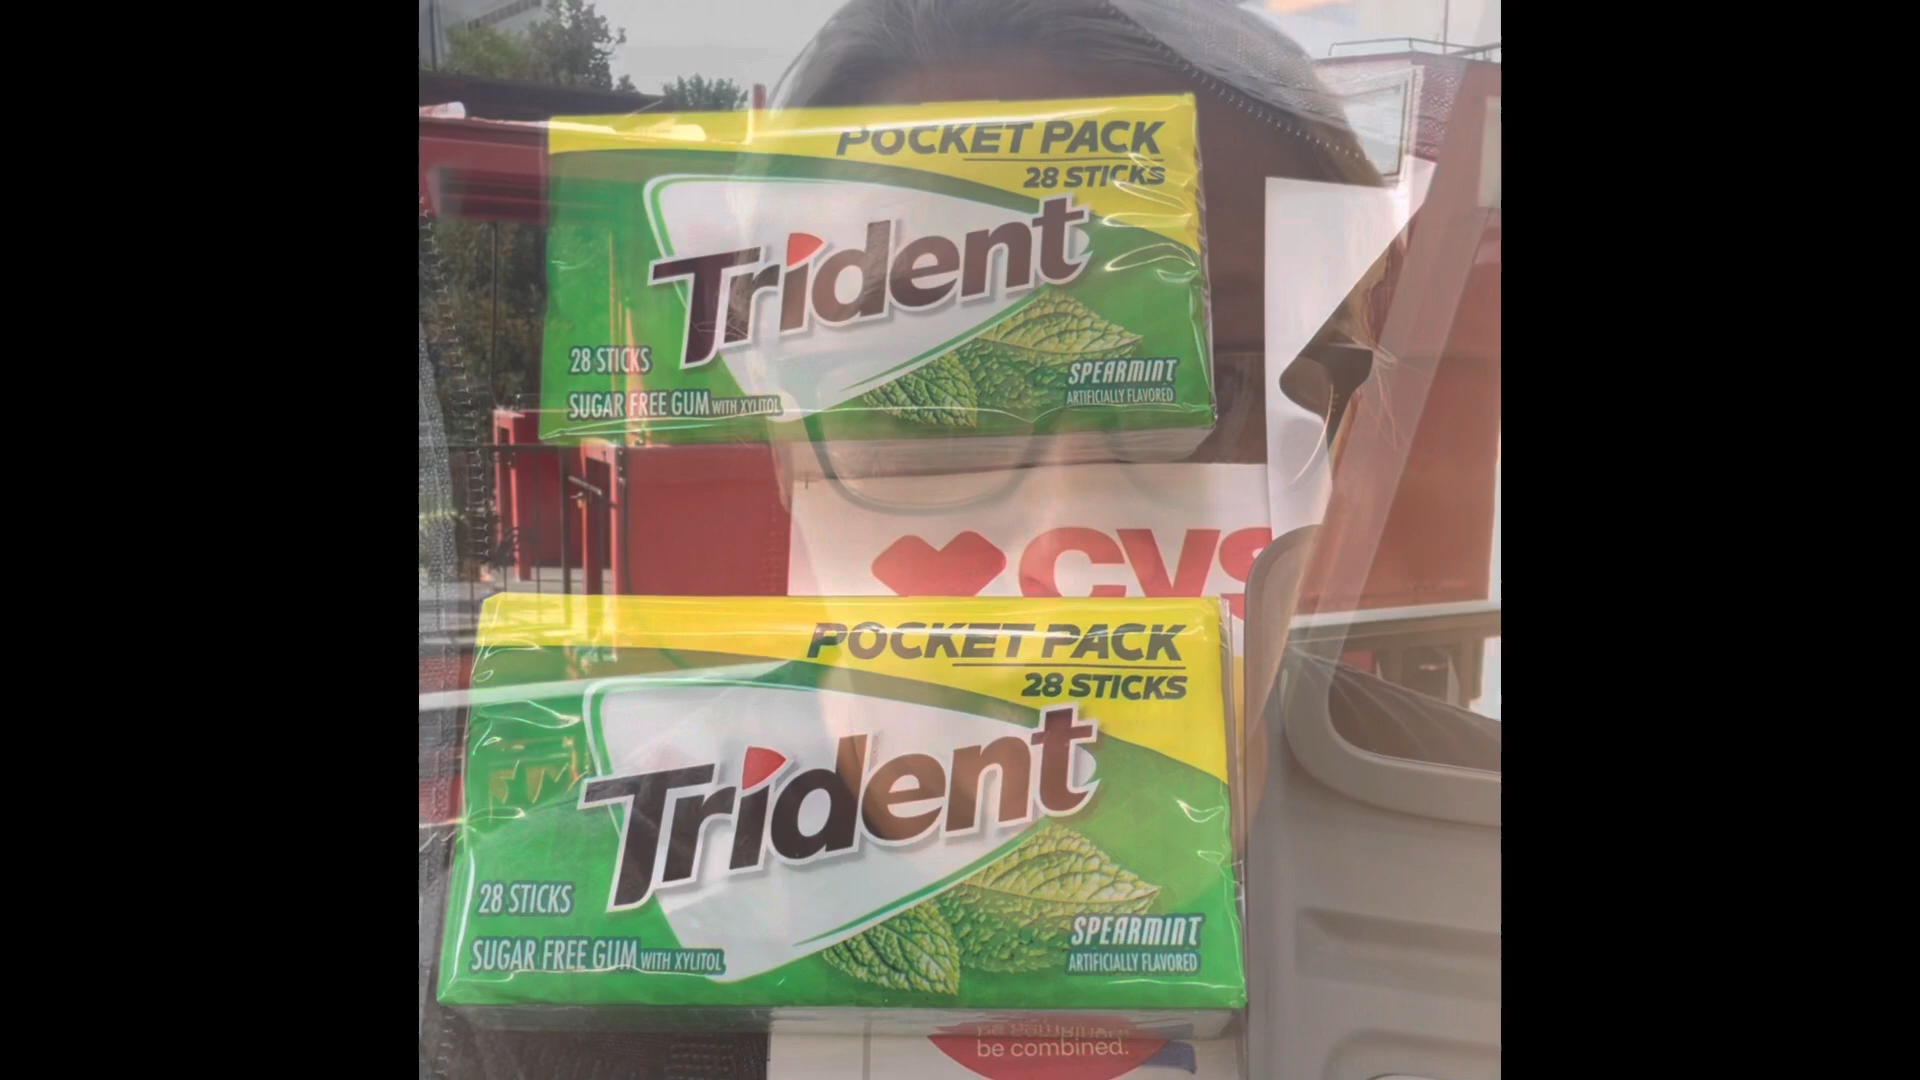 POCKET PACK
28 STICKS
Trident
28 STICKS
SUGAR FREE GUM WITH XYLITOL
SPEARMINT
ARTIFICIALLY FLAVORED
CVS
POCKET PACK
28 STICKS
Trident
28 STICKS
SUGAR FREE GUM WITH XYLITOL
SPEARMINT
ARTIFICIALLY FLAVORED
be combined.